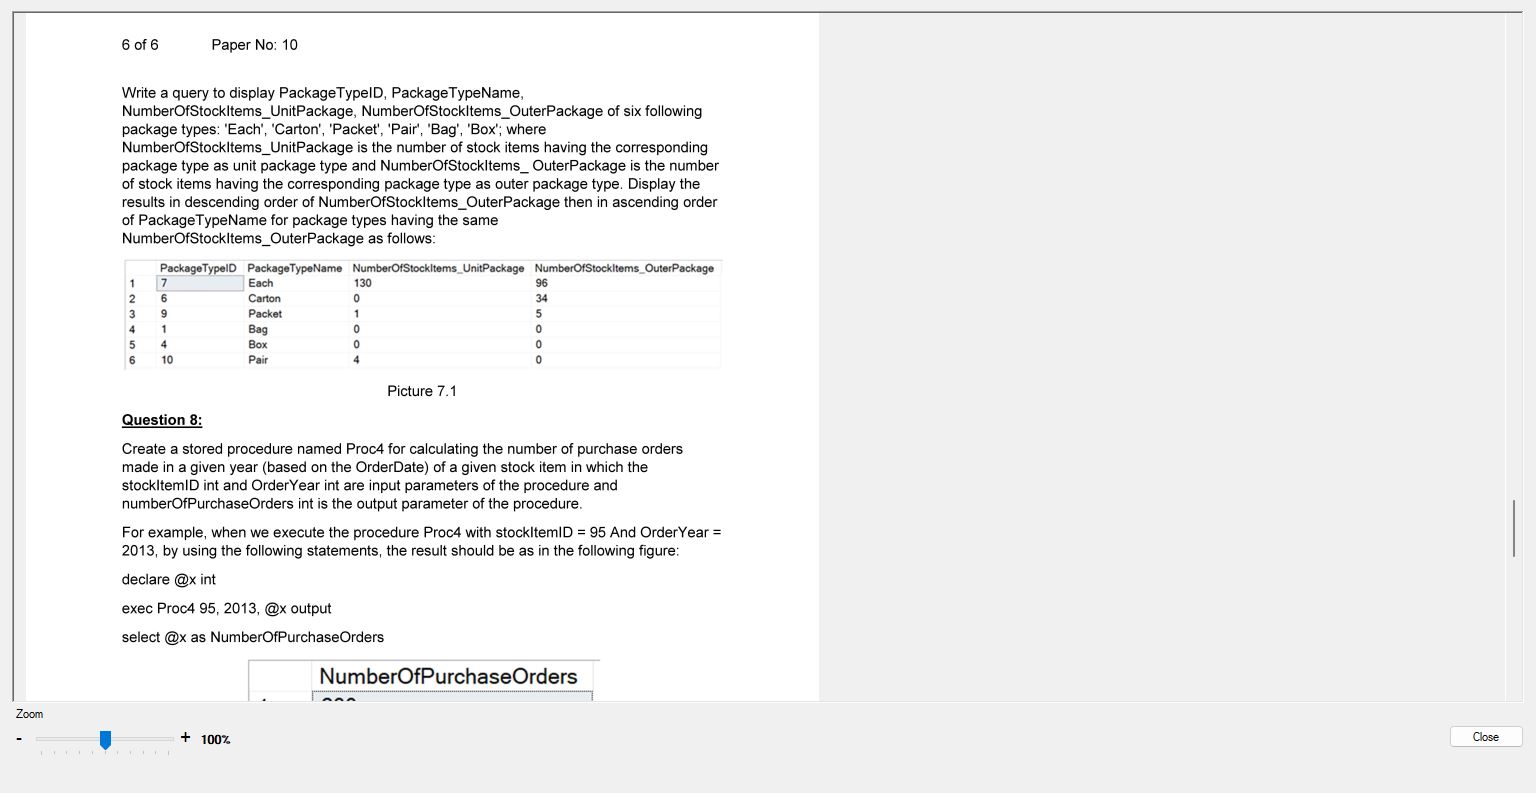 6 of 6 Paper No: 10
Write a query to display PackageTypeID, PackageTypeName,
NumberOfStockItems_UnitPackage, NumberOfStockItems_OuterPackage of six following
package types: 'Each', 'Carton', 'Packet', 'Pair', 'Bag', 'Box'; where
NumberOfStockItems_UnitPackage is the number of stock items having the corresponding
package type as unit package type and NumberOfStockItems_ OuterPackage is the number
of stock items having the corresponding package type as outer package type. Display the
results in descending order of NumberOfStockItems_OuterPackage then in ascending order
of PackageTypeName for package types having the same
NumberOfStockItems_OuterPackage as follows:
PackageTypeID PackageTypeName NumberOfStockItems_UnitPackage NumberOfStockItems_OuterPackage
1 7 Each 130 96
2 6 Carton 0 34
3 9 Packet 1 5
4 1 Bag 0 0
5 4 Box 0 0
6 10 Pair 4 0
Picture 7.1
Question 8:
Create a stored procedure named Proc4 for calculating the number of purchase orders
made in a given year (based on the OrderDate) of a given stock item in which the
stockItemID int and OrderYear int are input parameters of the procedure and
numberOfPurchaseOrders int is the output parameter of the procedure.
For example, when we execute the procedure Proc4 with stockItemID = 95 And OrderYear =
2013, by using the following statements, the result should be as in the following figure:
declare @x int
exec Proc4 95, 2013, @x output
select @x as NumberOfPurchaseOrders
NumberOfPurchaseOrders
Zoom
- + 100%
Close